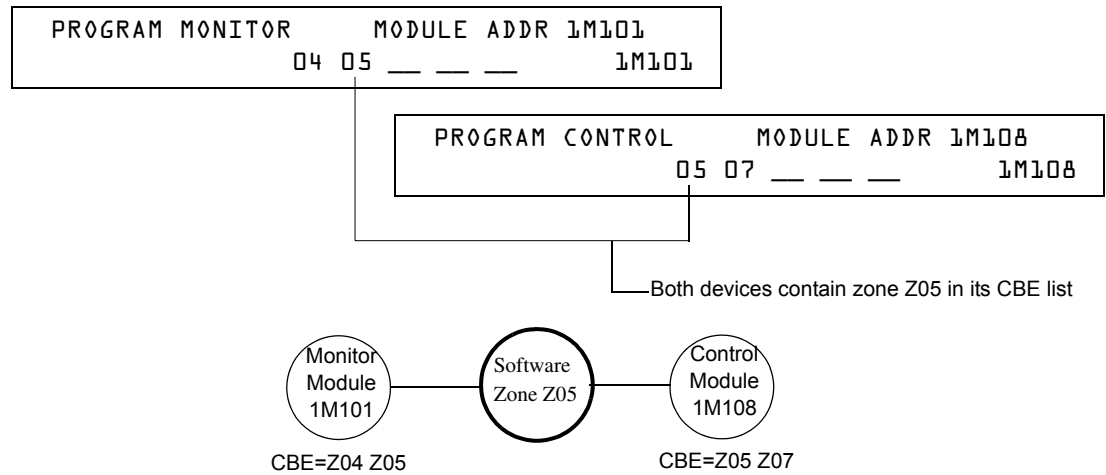 PROGRAM MONITOR MODULE ADDR 1M101
04 05 __ __ __ 1M101
PROGRAM CONTROL MODULE ADDR 1M108
05 07 __ __ __ 1M108
Both devices contain zone Z05 in its CBE list
Monitor
Module
1M101
Software
Zone Z05
Control
Module
1M108
CBE=Z04 Z05
CBE=Z05 Z07